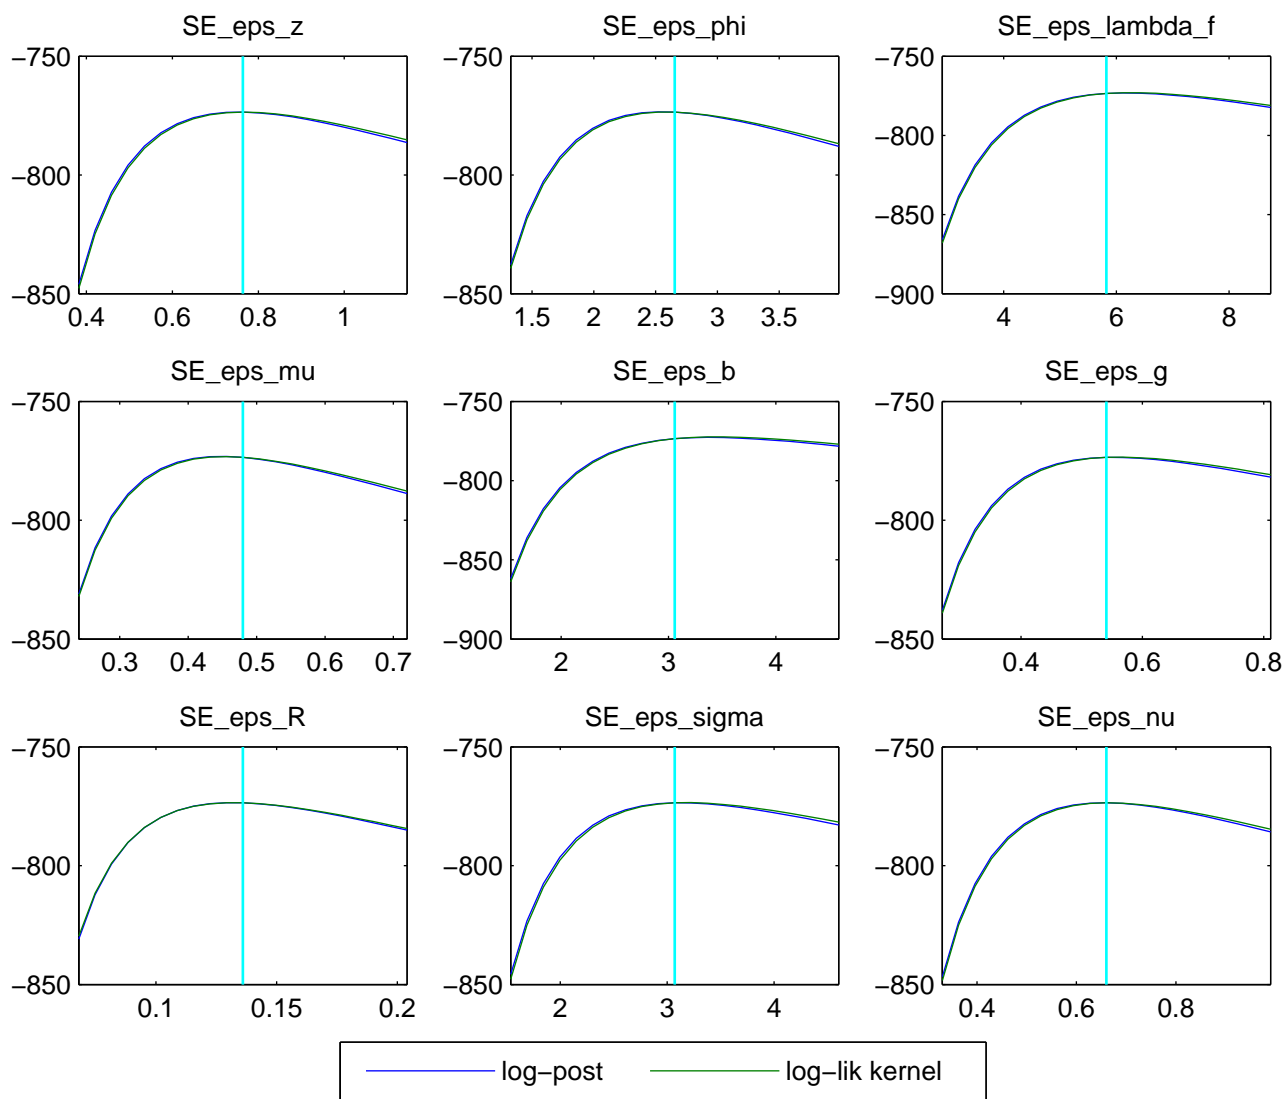 SE_eps_z SE_eps_phi SE_eps_lambda_f
−750 −750 −750
−800 −800 −800
−850
−850 −850 −900
0.4 0.6 0.8 1 1.5 2 2.5 3 3.5 4 6 8
SE_eps_mu SE_eps_b SE_eps_g
−750 −750 −750
−800
−800 −800
−850
−850 −900 −850
0.3 0.4 0.5 0.6 0.7 2 3 4 0.4 0.6 0.8
SE_eps_R SE_eps_sigma SE_eps_nu
−750 −750 −750
−800 −800 −800
−850 −850 −850
0.1 0.15 0.2 2 3 4 0.4 0.6 0.8
log−post log−lik kernel